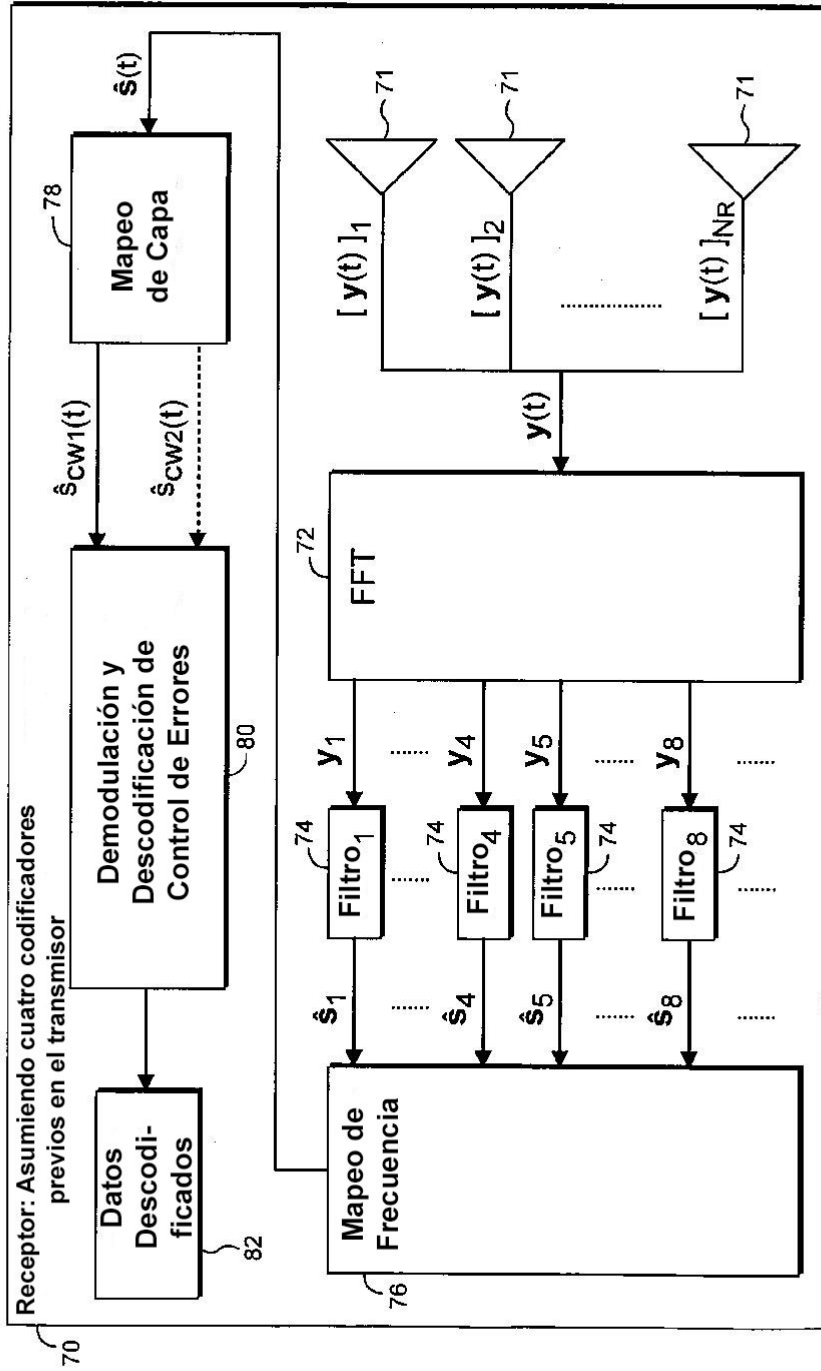 70
Receptor: Asumiendo cuatro codificadores
previos en el transmisor
Datos
Descodi-
ficados
82
Demodulación y
Descodificación de
Control de Errores
80
ŝCW1(t)
ŝCW2(t)
Mapeo
de Capa
78
ŝ(t)
Mapeo de
Frecuencia
76
ŝ1
......
ŝ4
ŝ5
......
ŝ8
......
74
Filtro1
......
74
Filtro4
Filtro5
74
......
Filtro8
74
......
y1
......
y4
y5
......
y8
......
72
FFT
y(t)
[ y(t) ]1
[ y(t) ]2
..............
[ y(t) ]NR
71
71
71